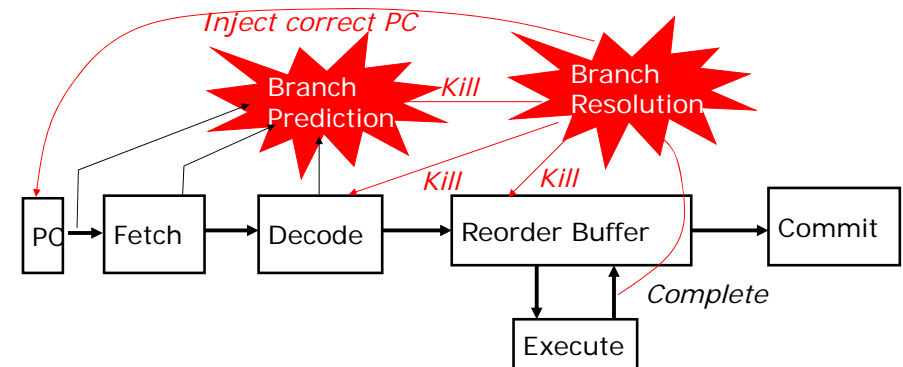 Inject correct PC
Branch
Prediction
Kill
Branch
Resolution
Kill
Kill
PC
Fetch
Decode
Reorder Buffer
Commit
Complete
Execute